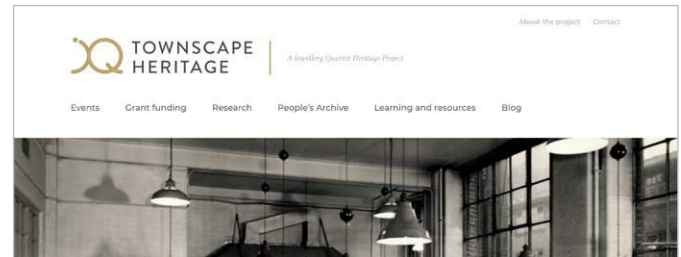 About the project Contact
JQ TOWNSCAPE
HERITAGE
A Jewellery Quarter Heritage Project
Events Grant funding Research People's Archive Learning and resources Blog